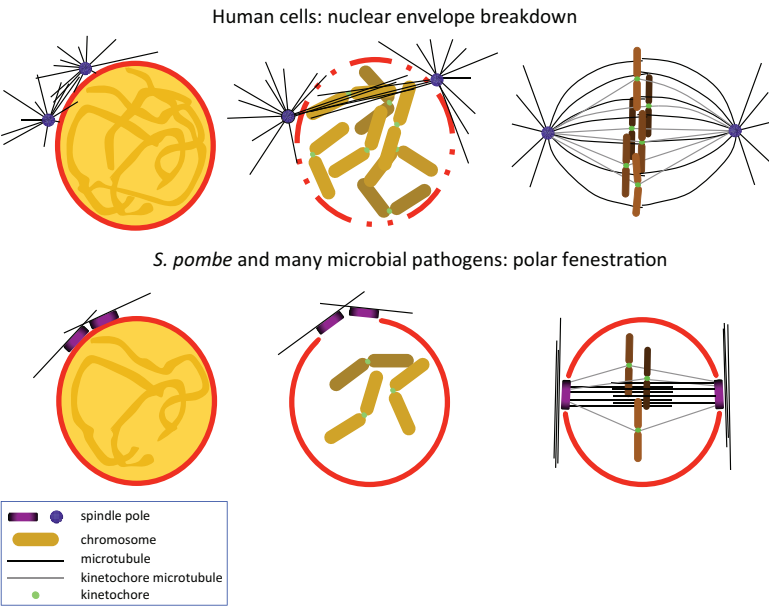 Human cells: nuclear envelope breakdown
S. pombe and many microbial pathogens: polar fenestration
spindle pole
chromosome
microtubule
kinetochore microtubule
kinetochore